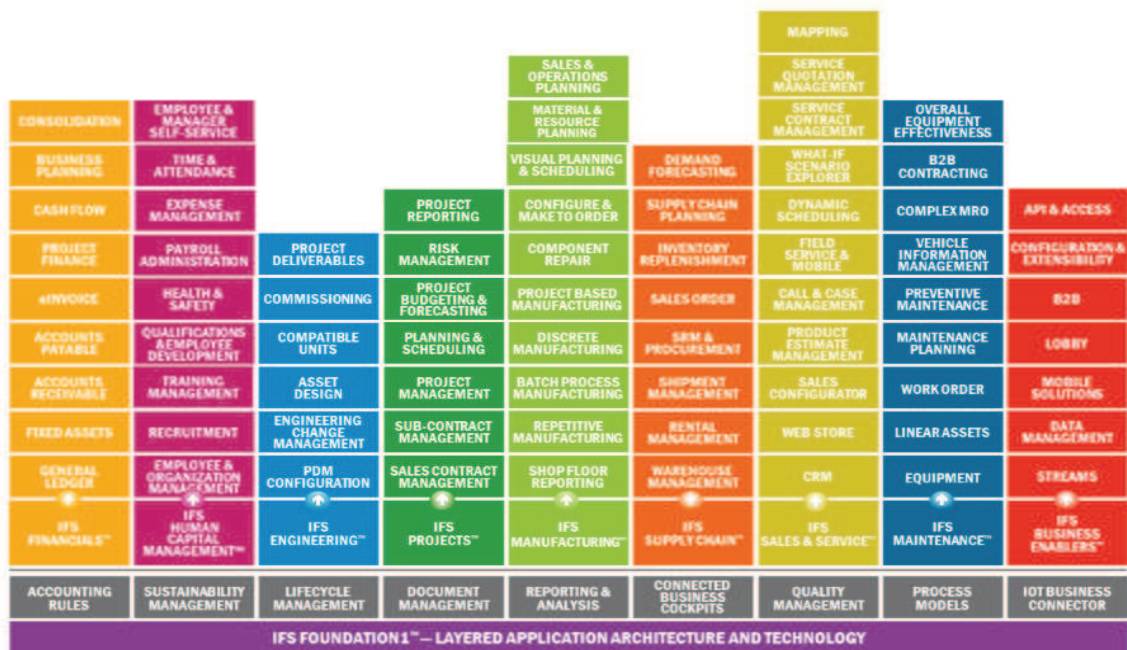 MAPPING
SALES &
OPERATIONS
PLANNING
SERVICE
QUOTATION
MANAGEMENT
CONSOLIDATION
EMPLOYEE &
MANAGER
SELF-SERVICE
MATERIAL &
RESOURCE
PLANNING
SERVICE
CONTRACT
MANAGEMENT
OVERALL
EQUIPMENT
EFFECTIVENESS
BUSINESS
PLANNING
TIME &
ATTENDANCE
VISUAL PLANNING
& SCHEDULING
DEMAND
FORECASTING
WHAT-IF
SCENARIO
EXPLORER
B2B
CONTRACTING
CASH FLOW
EXPENSE
MANAGEMENT
PROJECT
REPORTING
CONFIGURE &
MAKE TO ORDER
SUPPLY CHAIN
PLANNING
DYNAMIC
SCHEDULING
COMPLEX MRO
API & ACCESS
PROJECT
FINANCE
PAYROLL
ADMINISTRATION
PROJECT
DELIVERABLES
RISK
MANAGEMENT
COMPONENT
REPAIR
INVENTORY
REPLENISHMENT
FIELD
SERVICE &
MOBILE
VEHICLE
INFORMATION
MANAGEMENT
CONFIGURATION &
EXTENSIBILITY
eINVOICE
HEALTH &
SAFETY
COMMISSIONING
PROJECT
BUDGETING &
FORECASTING
PROJECT BASED
MANUFACTURING
SALES ORDER
CALL & CASE
MANAGEMENT
PREVENTIVE
MAINTENANCE
B2B
ACCOUNTS
PAYABLE
QUALIFICATIONS
& EMPLOYEE
DEVELOPMENT
COMPATIBLE
UNITS
PLANNING &
SCHEDULING
DISCRETE
MANUFACTURING
SRM &
PROCUREMENT
PRODUCT
ESTIMATE
MANAGEMENT
MAINTENANCE
PLANNING
LOBBY
ACCOUNTS
RECEIVABLE
TRAINING
MANAGEMENT
ASSET
DESIGN
PROJECT
MANAGEMENT
BATCH PROCESS
MANUFACTURING
SHIPMENT
MANAGEMENT
SALES
CONFIGURATOR
WORK ORDER
MOBILE
SOLUTIONS
FIXED ASSETS
RECRUITMENT
ENGINEERING
CHANGE
MANAGEMENT
SUB-CONTRACT
MANAGEMENT
REPETITIVE
MANUFACTURING
RENTAL
MANAGEMENT
WEB STORE
LINEAR ASSETS
DATA
MANAGEMENT
GENERAL
LEDGER
EMPLOYEE &
ORGANIZATION
MANAGEMENT
PDM
CONFIGURATION
SALES CONTRACT
MANAGEMENT
SHOP FLOOR
REPORTING
WAREHOUSE
MANAGEMENT
CRM
EQUIPMENT
STREAMS
IFS
FINANCIALS™
IFS
HUMAN
CAPITAL
MANAGEMENT™
IFS
ENGINEERING™
IFS
PROJECTS™
IFS
MANUFACTURING™
IFS
SUPPLY CHAIN™
IFS
SALES & SERVICE™
IFS
MAINTENANCE™
IFS
BUSINESS
ENABLERS™
ACCOUNTING
RULES
SUSTAINABILITY
MANAGEMENT
LIFECYCLE
MANAGEMENT
DOCUMENT
MANAGEMENT
REPORTING &
ANALYSIS
CONNECTED
BUSINESS
COCKPITS
QUALITY
MANAGEMENT
PROCESS
MODELS
IOT BUSINESS
CONNECTOR
IFS FOUNDATION1™— LAYERED APPLICATION ARCHITECTURE AND TECHNOLOGY